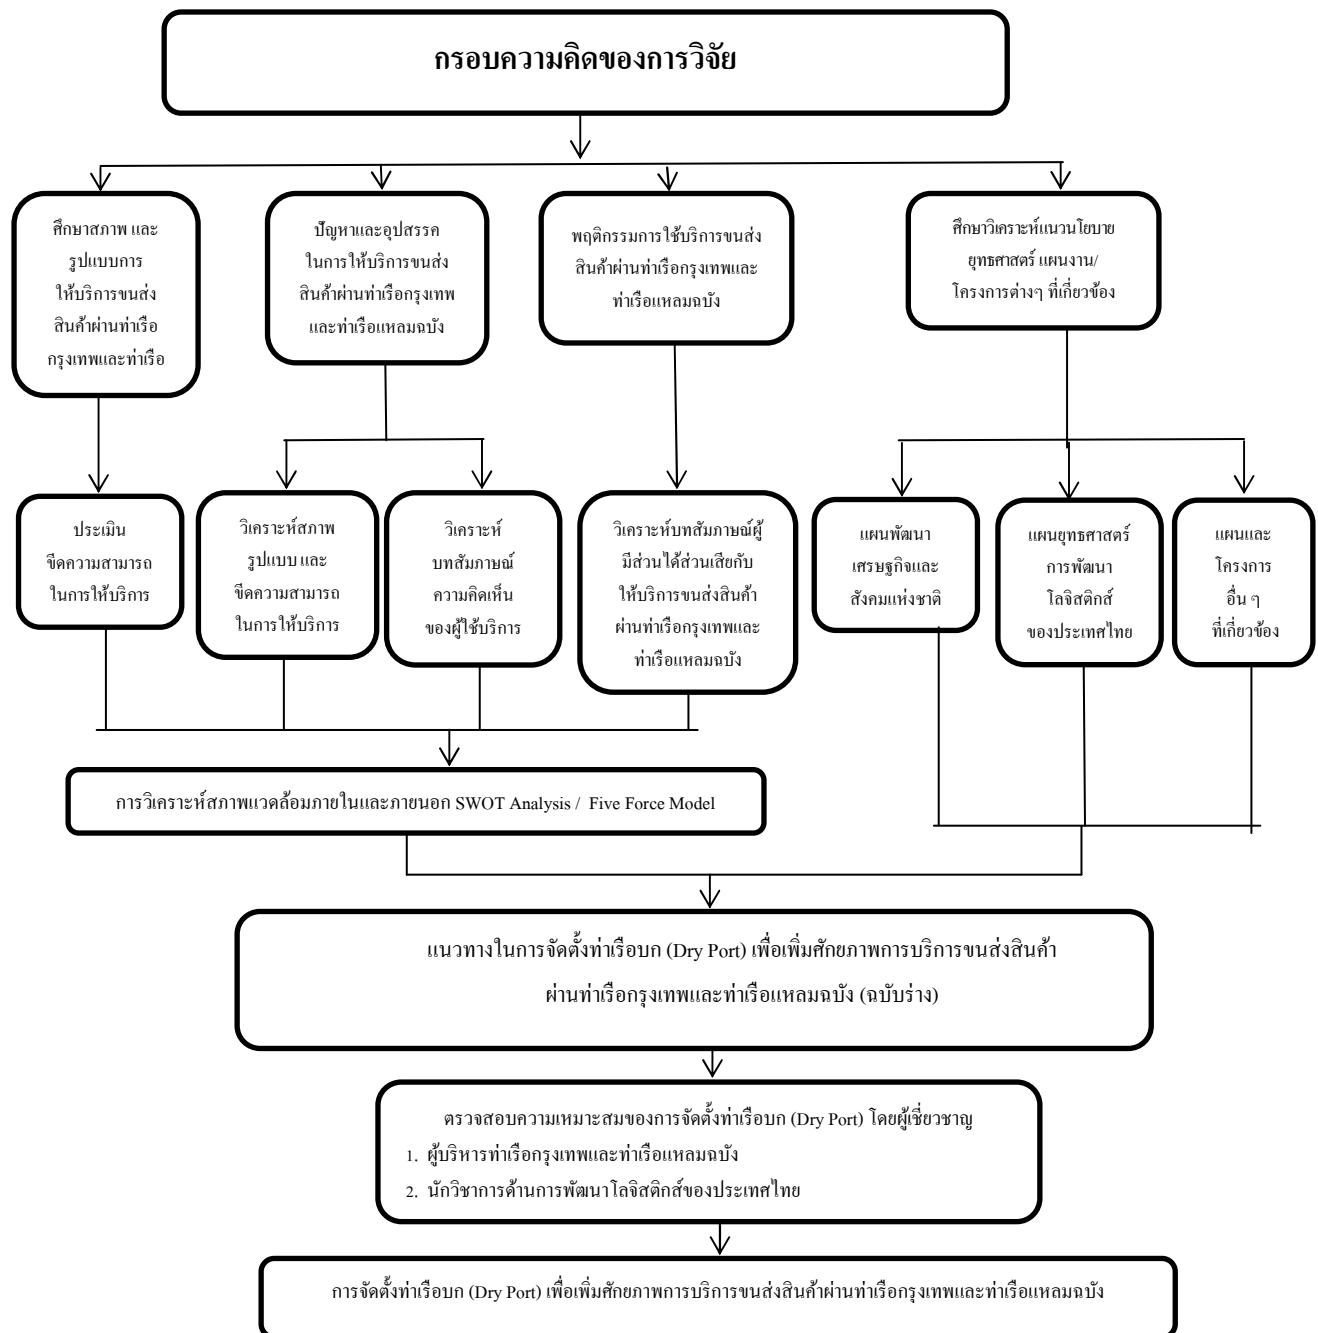 กรอบความคิดของการวิจัย
ศึกษาสภาพ และ
รูปแบบการ
ให้บริการขนส่ง
สินค้าผ่านท่าเรือ
กรุงเทพและท่าเรือ
ปัญหาและอุปสรรค
ในการให้บริการขนส่ง
สินค้าผ่านท่าเรือกรุงเทพ
และท่าเรือแหลมฉบัง
พฤติกรรมการใช้บริการขนส่ง
สินค้าผ่านท่าเรือกรุงเทพและ
ท่าเรือแหลมฉบัง
ศึกษาวิเคราะห์แนวนโยบาย
ยุทธศาสตร์ แผนงาน/
โครงการต่างๆ ที่เกี่ยวข้อง
ประเมิน
ขีดความสามารถ
ในการให้บริการ
วิเคราะห์สภาพ
รูปแบบ และ
ขีดความสามารถ
ในการให้บริการ
วิเคราะห์
บทสัมภาษณ์
ความคิดเห็น
ของผู้ใช้บริการ
วิเคราะห์บทสัมภาษณ์ผู้
มีส่วนได้ส่วนเสียกับ
ให้บริการขนส่งสินค้า
ผ่านท่าเรือกรุงเทพและ
ท่าเรือแหลมฉบัง
แผนพัฒนา
เศรษฐกิจและ
สังคมแห่งชาติ
แผนยุทธศาสตร์
การพัฒนา
โลจิสติกส์
ของประเทศไทย
แผนและ
โครงการ
อื่น ๆ
ที่เกี่ยวข้อง
การวิเคราะห์สภาพแวดล้อมภายในและภายนอก SWOT Analysis / Five Force Model
แนวทางในการจัดตั้งท่าเรือบก (Dry Port) เพื่อเพิ่มศักยภาพการบริการขนส่งสินค้า
ผ่านท่าเรือกรุงเทพและท่าเรือแหลมฉบัง (ฉบับร่าง)
ตรวจสอบความเหมาะสมของการจัดตั้งท่าเรือบก (Dry Port) โดยผู้เชี่ยวชาญ
1. ผู้บริหารท่าเรือกรุงเทพและท่าเรือแหลมฉบัง
2. นักวิชาการด้านการพัฒนาโลจิสติกส์ของประเทศไทย
การจัดตั้งท่าเรือบก (Dry Port) เพื่อเพิ่มศักยภาพการบริการขนส่งสินค้าผ่านท่าเรือกรุงเทพและท่าเรือแหลมฉบัง